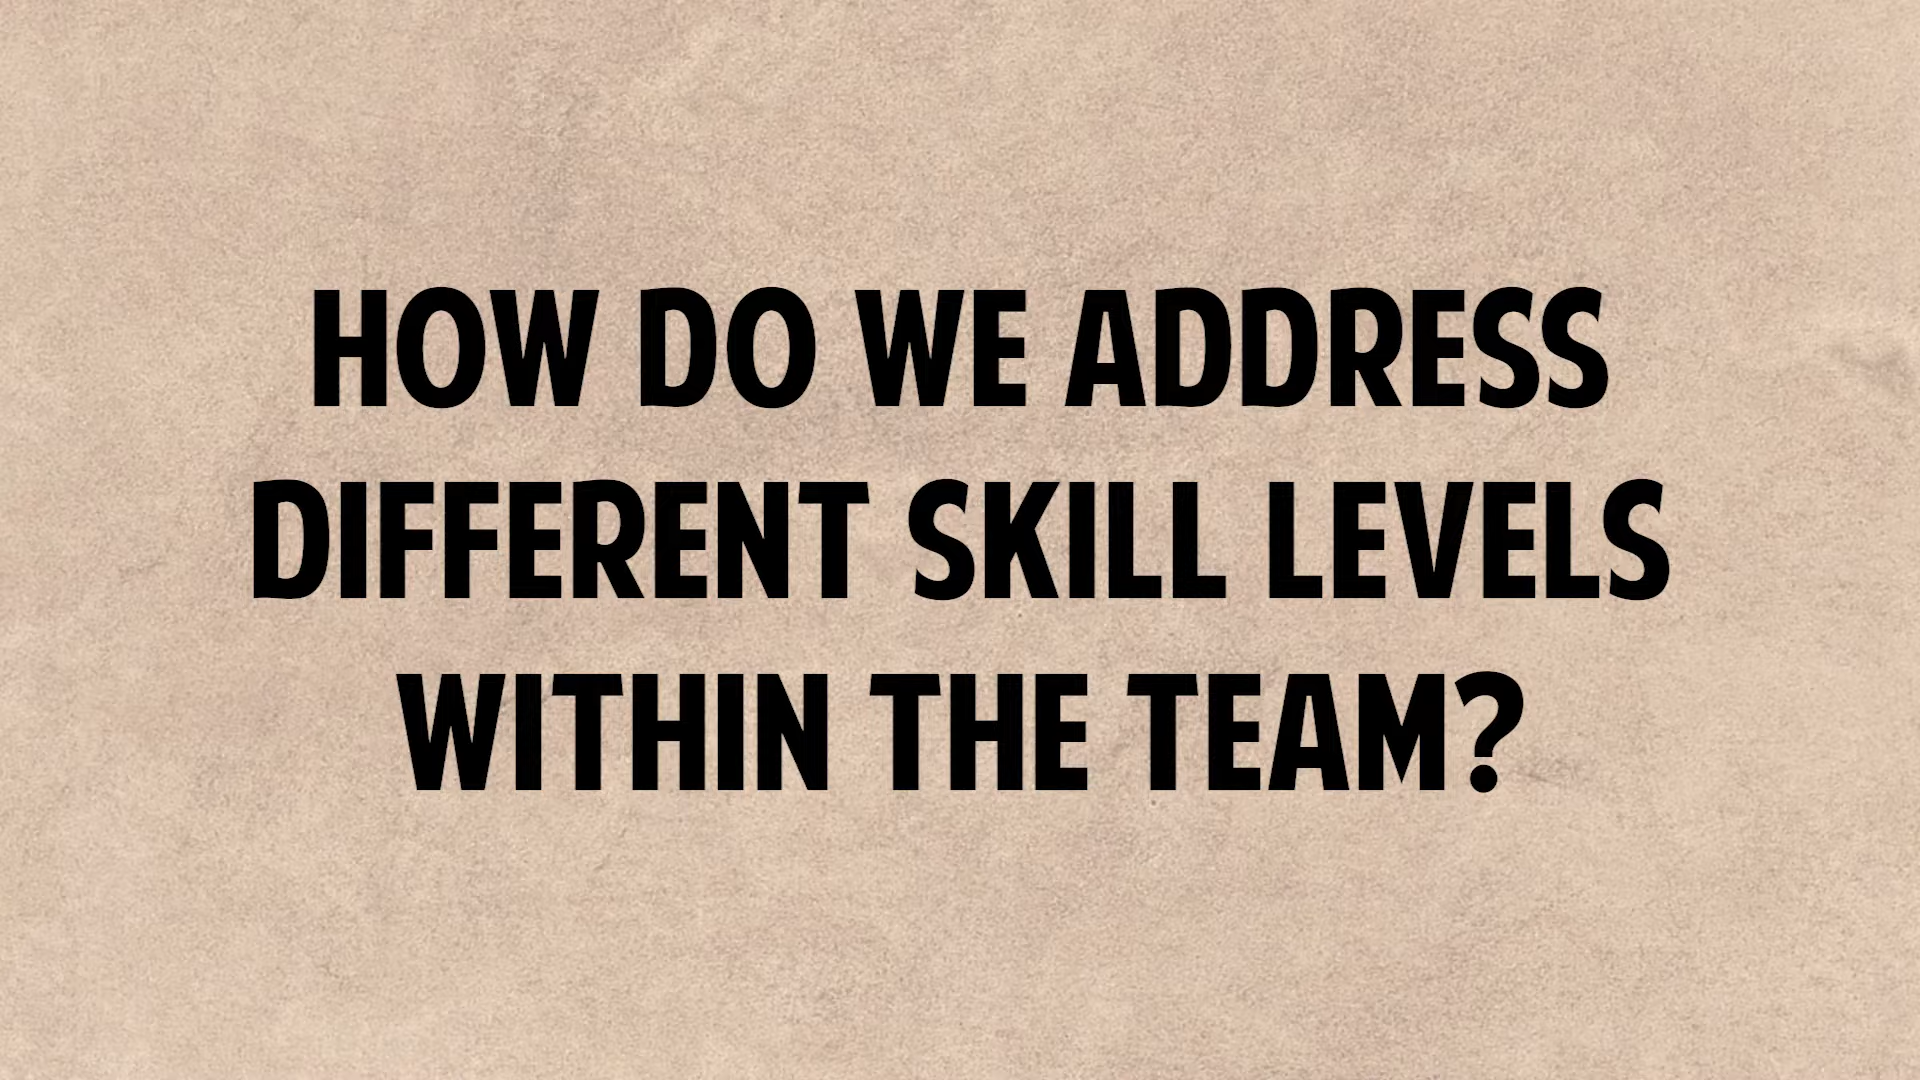 HOW DO WE ADDRESS
DIFFERENT SKILL LEVELS
WITHIN THE TEAM?